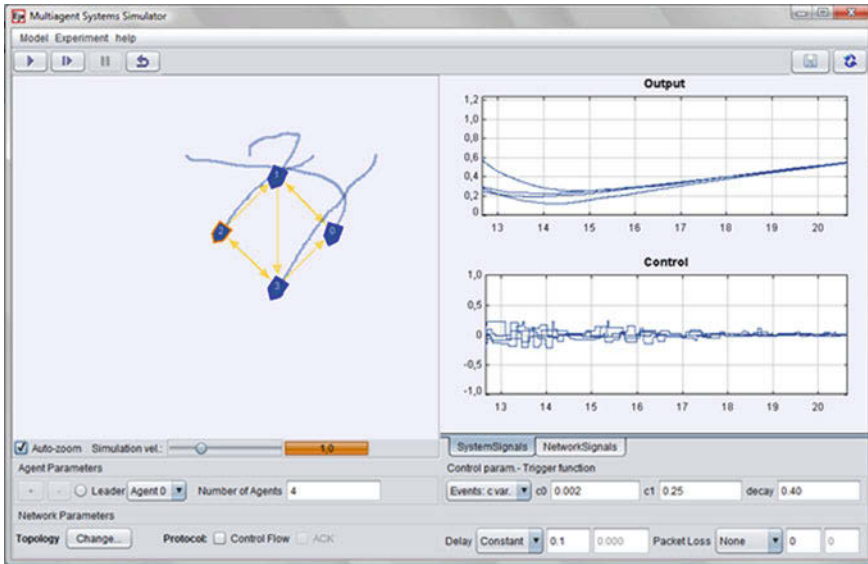 Multiagent Systems Simulator
Model Experiment help
1
2
0
3
Output
1,2
1,0
0,8
0,6
0,4
0,2
0
13 14 15 16 17 18 19 20
Control
1,0
0,5
0
-0,5
-1,0
13 14 15 16 17 18 19 20
Auto-zoom Simulation vel.: 1,0
SystemSignals NetworkSignals
Agent Parameters
+ - Leader Agent 0 Number of Agents 4
Control param.- Trigger function
Events: c var. c0 0.002 c1 0.25 decay 0.40
Network Parameters
Topology Change... Protocol: Control Flow ACK
Delay Constant 0.1 0.000 Packet Loss None 0 0